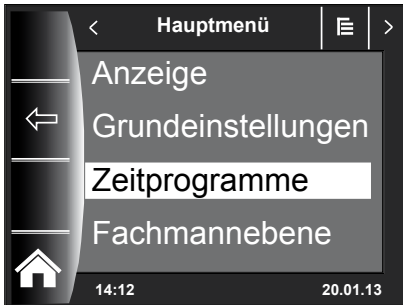 Hauptmenü
Anzeige
Grundeinstellungen
Zeitprogramme
Fachmannebene
14:12 20.01.13